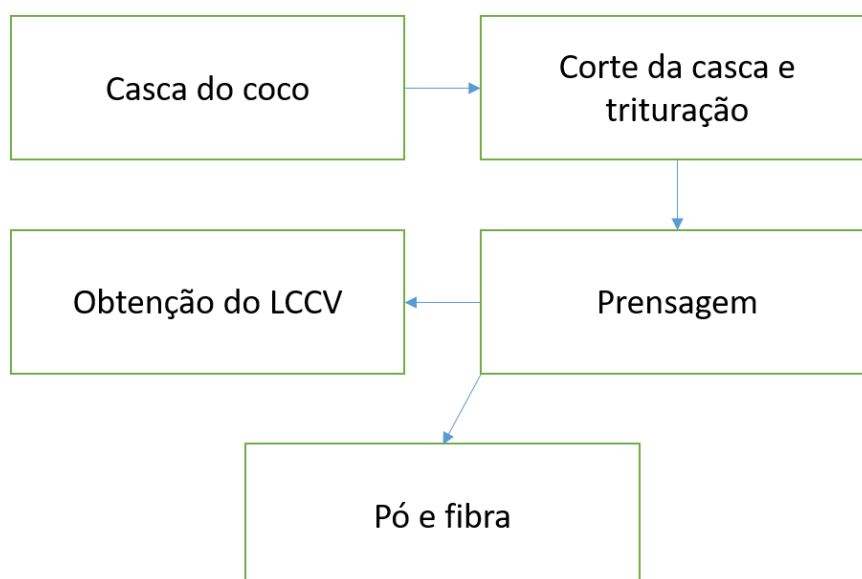 Casca do coco
Corte da casca e
trituração
Obtenção do LCCV
Prensagem
Pó e fibra